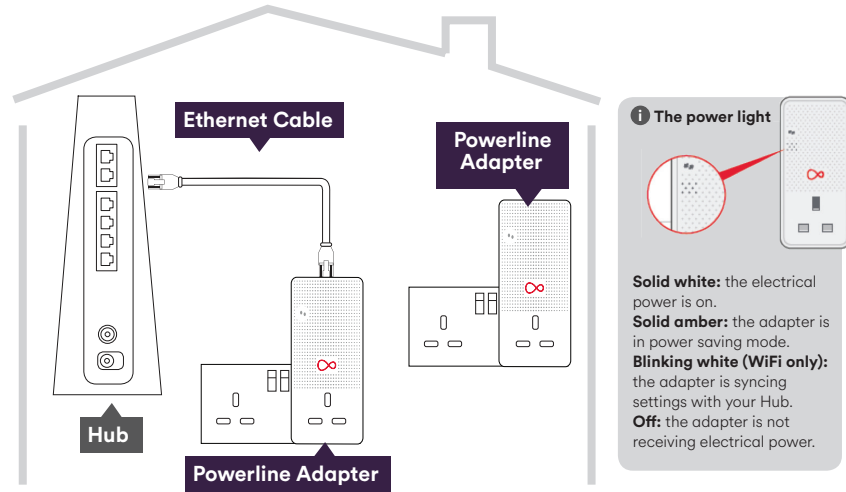 Ethernet Cable
Powerline
Adapter
Hub
Powerline Adapter
i The power light
Solid white: the electrical
power is on.
Solid amber: the adapter is
in power saving mode.
Blinking white (WiFi only):
the adapter is syncing
settings with your Hub.
Off: the adapter is not
receiving electrical power.